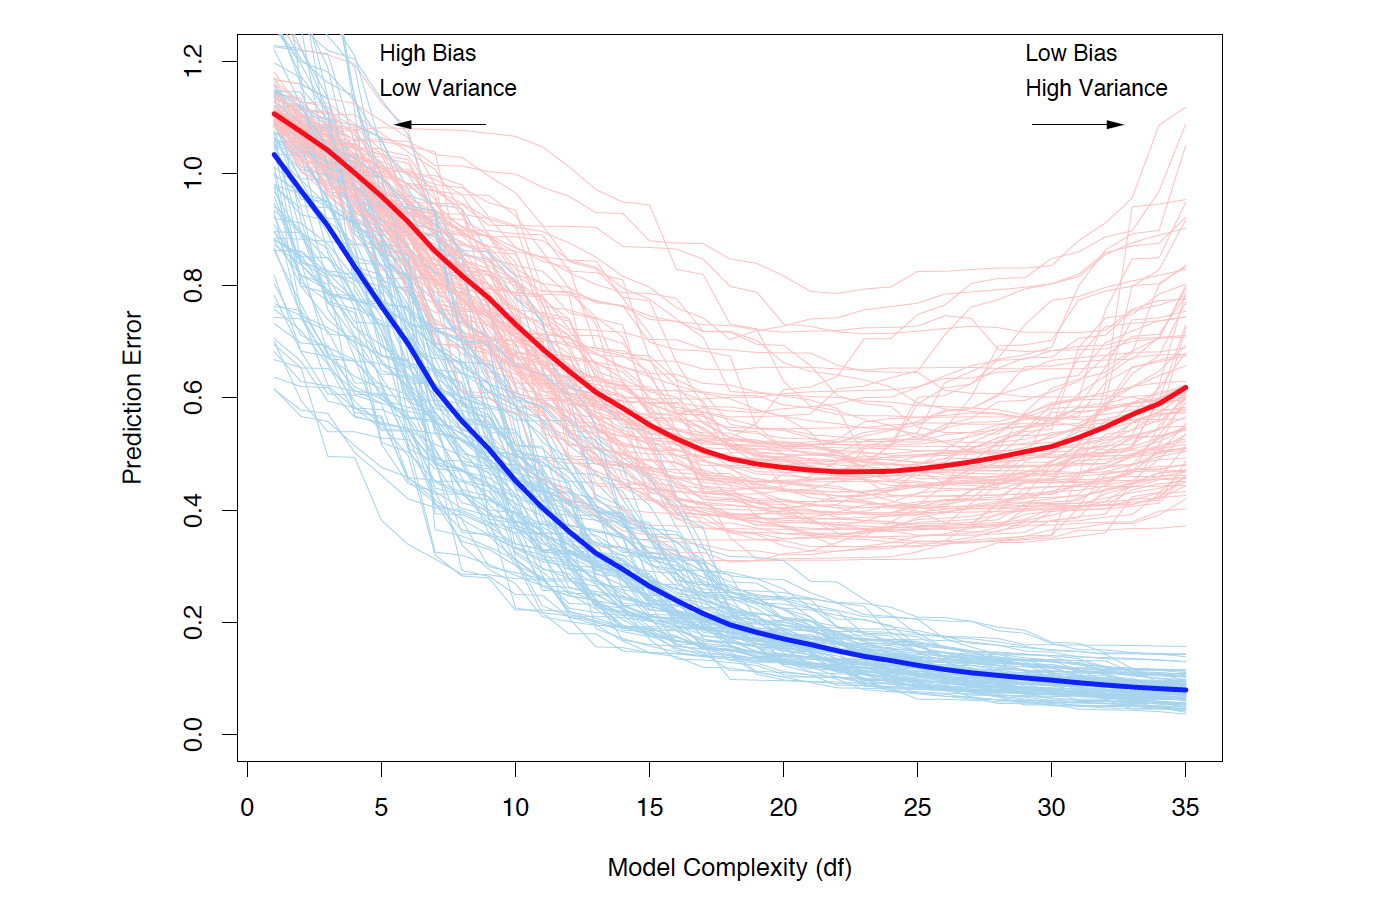 High Bias
Low Variance
Low Bias
High Variance
Prediction Error
1.2
1.0
0.8
0.6
0.4
0.2
0.0
0 5 10 15 20 25 30 35
Model Complexity (df)